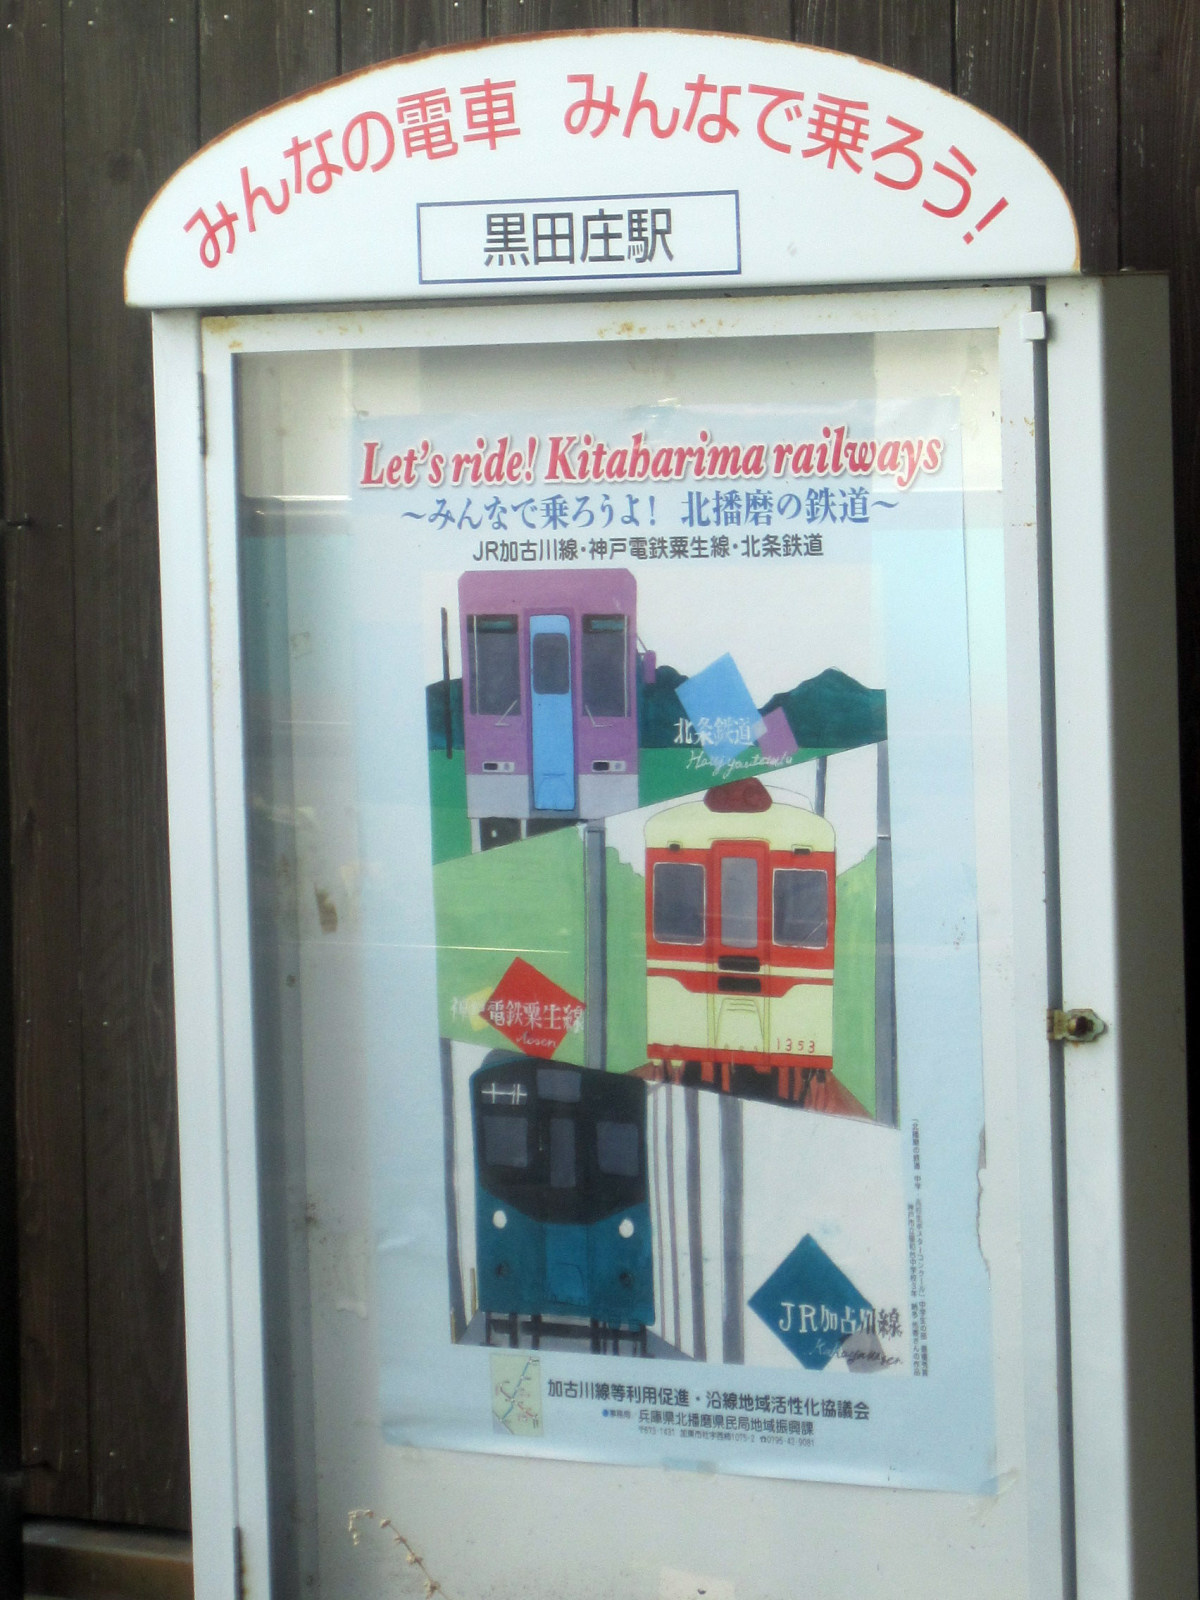 みんなの電車 みんなで乗ろう!
黒田庄駅
Let's ride! Kitaharima railways
~みんなで乗ろうよ! 北播磨の鉄道~
JR加古川線・神戸電鉄粟生線・北条鉄道
北条鉄道
1353
神戸電鉄粟生線
Aosen
JR加古川線
加古川線等利用促進・沿線地域活性化協議会
●事務局 兵庫県北播磨県民局地域振興課